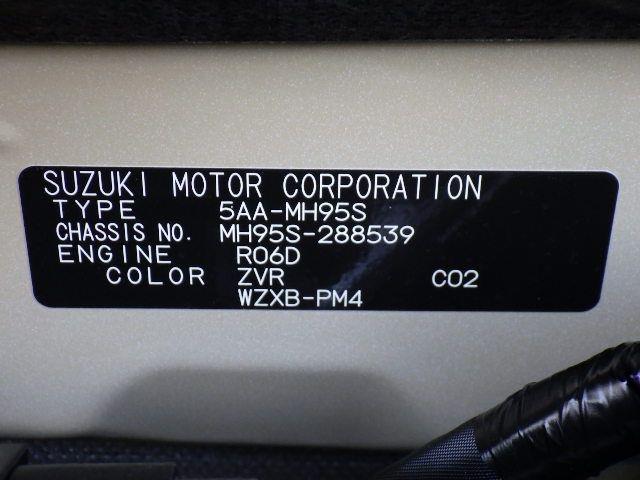 SUZUKI MOTOR CORPORATION
TYPE 5AA-MH95S
CHASSIS NO. MH95S-288539
ENGINE R06D
COLOR ZVR C02
WZXB-PM4